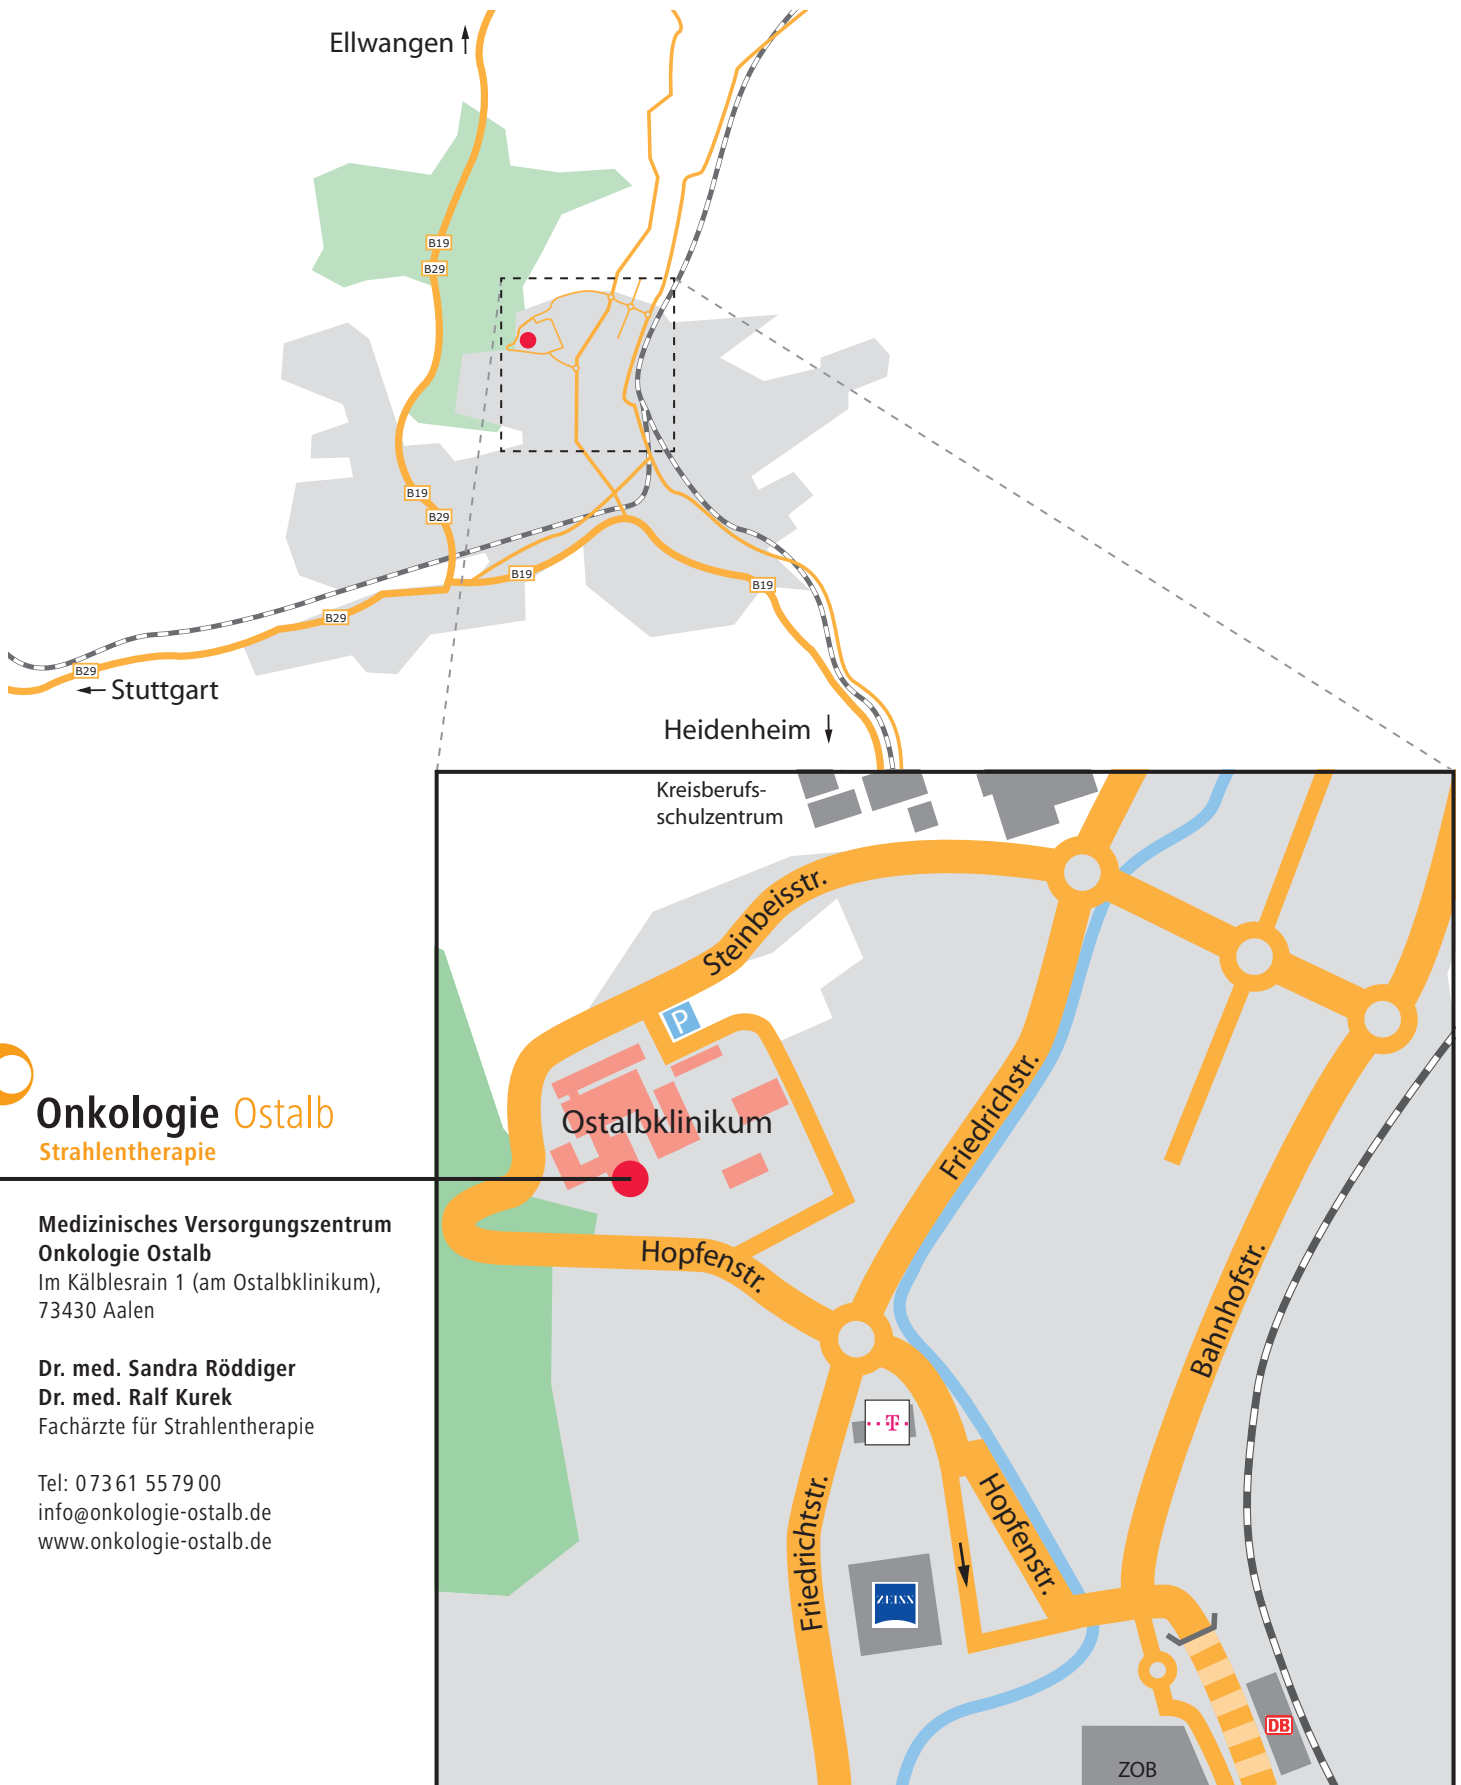 Ellwangen
B19
B29
B19
B29
B19
B19
B29
B29
Stuttgart
Heidenheim
Kreisberufs-
schulzentrum
Steinbeisstr.
P
Ostalbklinikum
Friedrichstr.
Hopfenstr.
Bahnhofstr.
T
Friedrichtstr.
Hopfenstr.
ZEINN
DB
ZOB
Onkologie Ostalb
Strahlentherapie
Medizinisches Versorgungszentrum
Onkologie Ostalb
Im Kälblesrain 1 (am Ostalbklinikum),
73430 Aalen
Dr. med. Sandra Röddiger
Dr. med. Ralf Kurek
Fachärzte für Strahlentherapie
Tel: 07361 557900
info@onkologie-ostalb.de
www.onkologie-ostalb.de